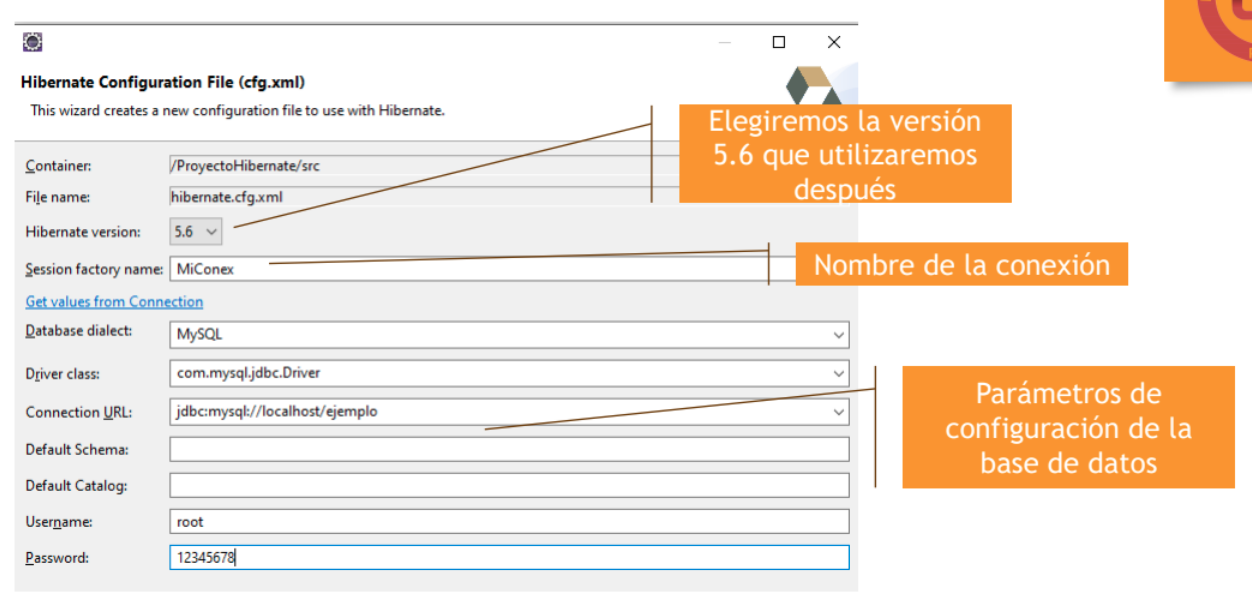 Hibernate Configuration File (cfg.xml)
This wizard creates a new configuration file to use with Hibernate.
Elegiremos la versión
5.6 que utilizaremos
después
Container: /ProyectoHibernate/src
File name: hibernate.cfg.xml
Hibernate version: 5.6
Session factory name: MiConex
Nombre de la conexión
Get values from Connection
Database dialect: MySQL
Driver class: com.mysql.jdbc.Driver
Connection URL: jdbc:mysql://localhost/ejemplo
Parámetros de
configuración de la
base de datos
Default Schema:
Default Catalog:
Username: root
Password: 12345678